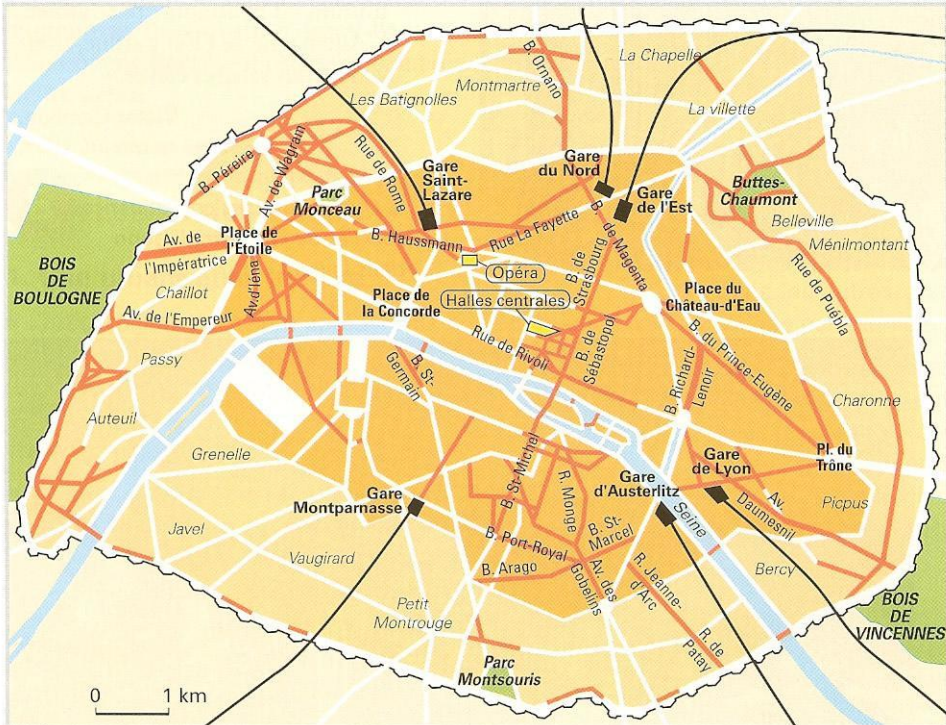 La Chapelle
B. Ornano
Montmartre
Les Batignolles
La villette
B. Péreire
Av. de Wagram
Rue de Rome
Gare
Saint-
Lazare
Gare
du Nord
Gare
de l'Est
Buttes-
Chaumont
Parc
Monceau
Belleville
Ménilmontant
Rue de Puébla
Place de
l'Étoile
B. Haussmann
Rue La Fayette
B. de Magenta
B. de
Strasbourg
Av. de
l'Impératrice
BOIS
DE
BOULOGNE
Chaillot
Av. d'Iéna
Opéra
Halles centrales
Place de
la Concorde
Place du
Château-d'Eau
Av. de l'Empereur
Passy
Rue de Rivoli
B. de
Sébastopol
B. du Prince-Eugène
B. St-
Germain
B. Richard-
Lenoir
Charonne
Auteuil
Grenelle
Pl. du
Trône
Gare
de Lyon
Gare
d'Austerlitz
Seine
Av.
Daumesnil
Picpus
Gare
Montparnasse
B. St-Michel
R. Monge
B. St-
Marcel
Javel
Vaugirard
B. Port-Royal
B. Arago
Av. des
Gobelins
R. Jeanne-
d'Arc
Bercy
BOIS
DE
VINCENNES
Petit
Montrouge
R. de
Patay
Parc
Montsouris
0 1 km